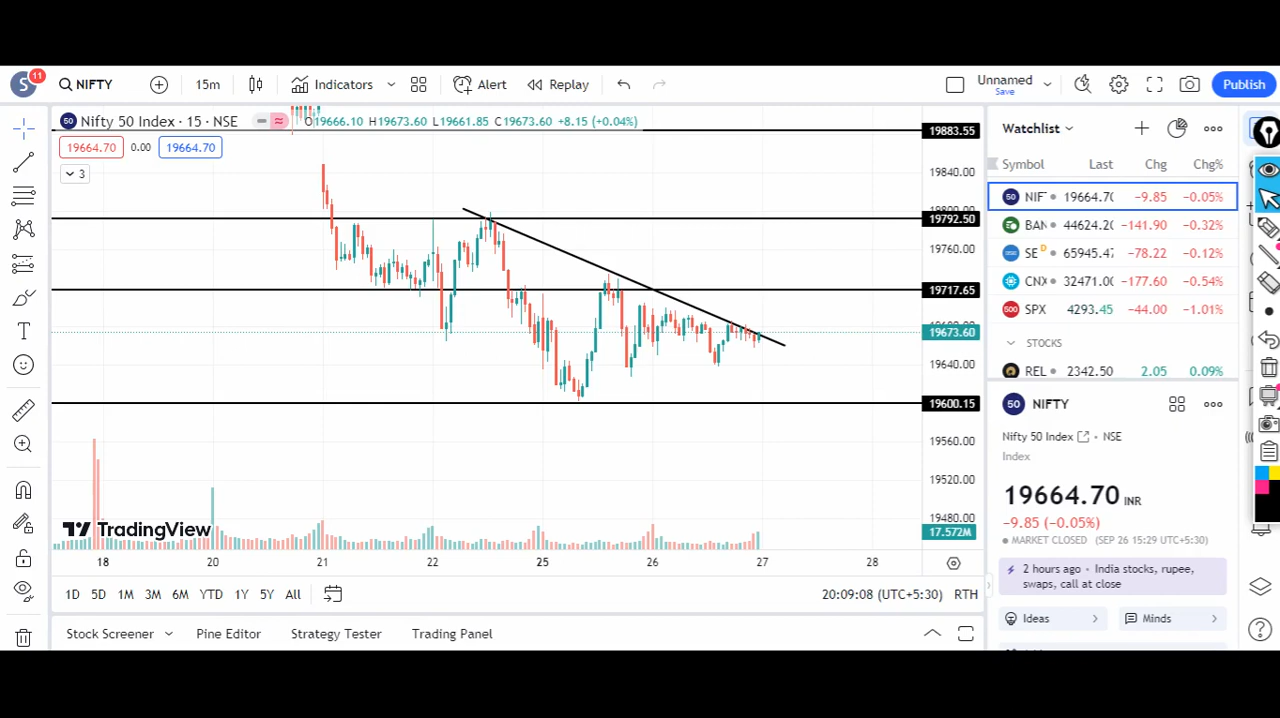 S 11 NIFTY 15m Indicators Alert Replay Unnamed Save Publish
50 Nifty 50 Index · 15 · NSE O19666.10 H19673.60 L19661.85 C19673.60 +8.15 (+0.04%)
19664.70 0.00 19664.70
3
19883.55
19840.00
19792.50
19760.00
19717.65
19673.60
19640.00
19600.15
19560.00
19520.00
19480.00
17.572M
TradingView
18 20 21 22 25 26 27 28
1D 5D 1M 3M 6M YTD 1Y 5Y All 20:09:08 (UTC+5:30) RTH
Stock Screener Pine Editor Strategy Tester Trading Panel
Watchlist
Symbol Last Chg Chg%
50 NIF 19664.70 −9.85 −0.05%
BAN 44624.20 −141.90 −0.32%
SE D 65945.47 −78.22 −0.12%
CNX 32471.00 −177.60 −0.54%
500 SPX 4293.45 −44.00 −1.01%
STOCKS
REL 2342.50 2.05 0.09%
50 NIFTY
Nifty 50 Index · NSE
Index
19664.70 INR
−9.85 (−0.05%)
MARKET CLOSED (SEP 26 15:29 UTC+5:30)
2 hours ago · India stocks, rupee,
swaps, call at close
Ideas Minds